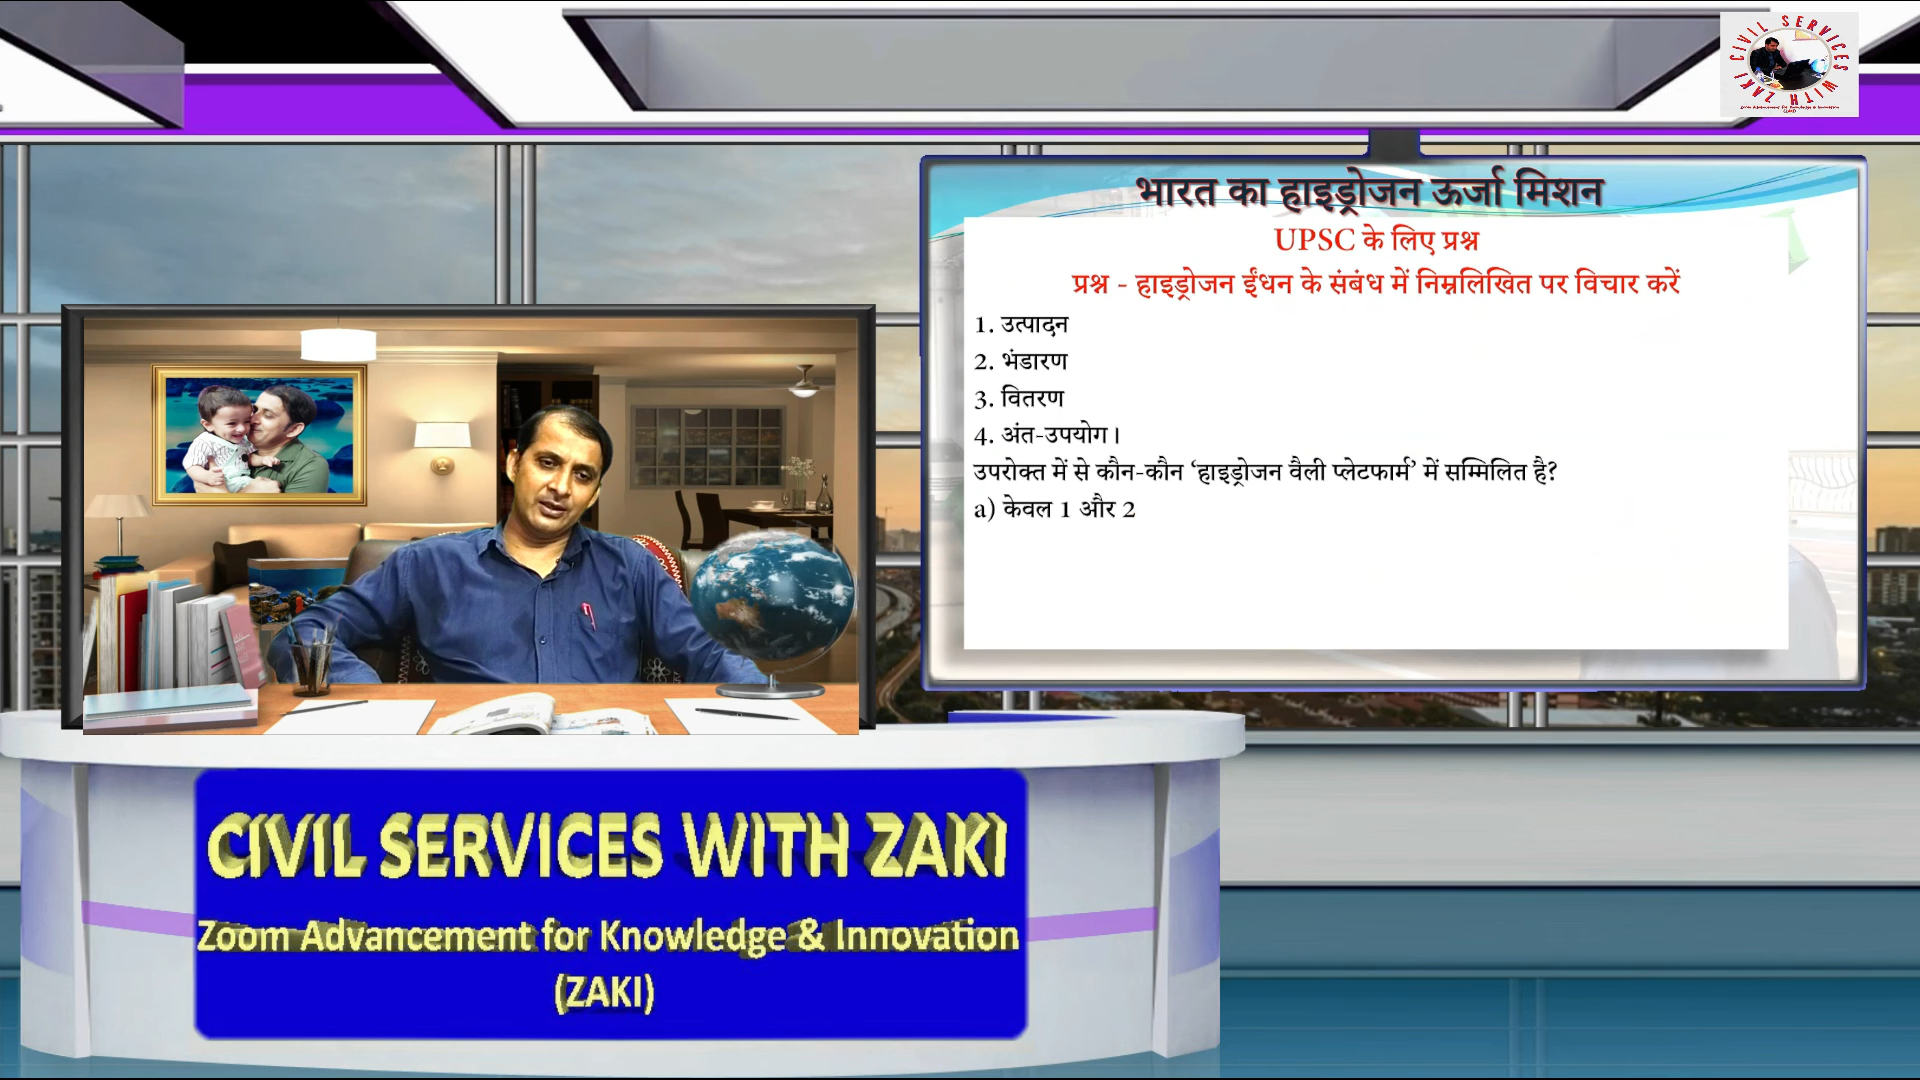 CIVIL SERVICES WITH ZAKI
भारत का हाइड्रोजन ऊर्जा मिशन
UPSC के लिए प्रश्न
प्रश्न - हाइड्रोजन ईंधन के संबंध में निम्नलिखित पर विचार करें
1. उत्पादन
2. भंडारण
3. वितरण
4. अंत-उपयोग।
उपरोक्त में से कौन-कौन ‘हाइड्रोजन वैली प्लेटफार्म’ में सम्मिलित है?
a) केवल 1 और 2
CIVIL SERVICES WITH ZAKI
Zoom Advancement for Knowledge & Innovation
(ZAKI)